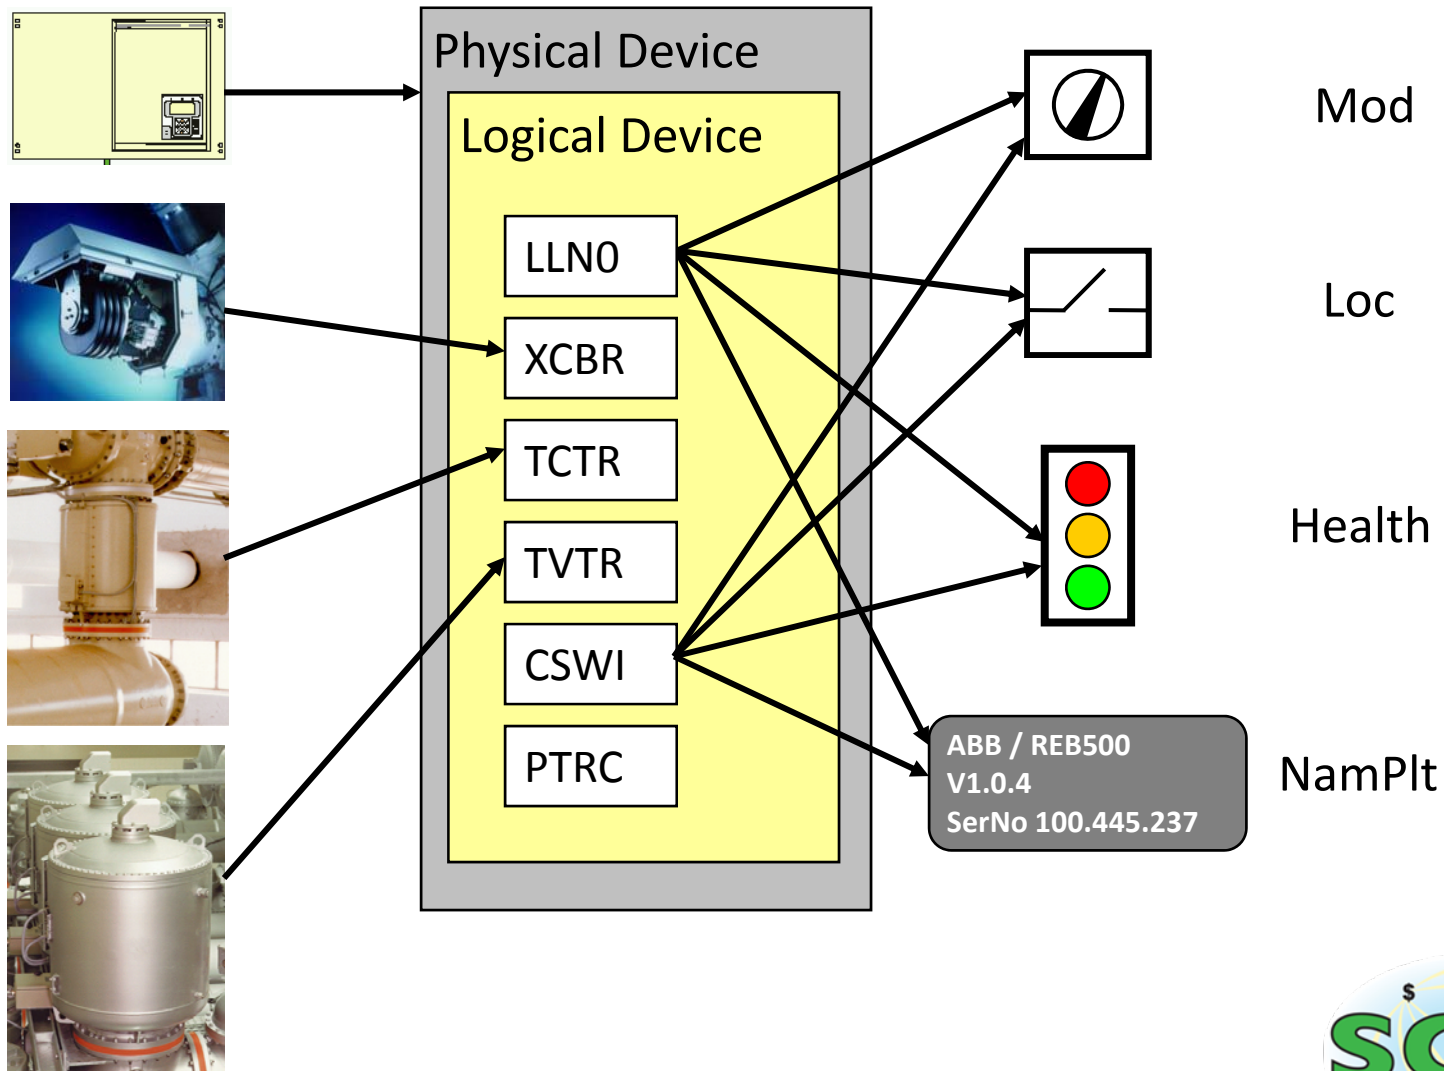 Physical Device
Logical Device
LLN0
XCBR
TCTR
TVTR
CSWI
PTRC
Mod
Loc
Health
ABB / REB500
V1.0.4
SerNo 100.445.237
NamPlt
$